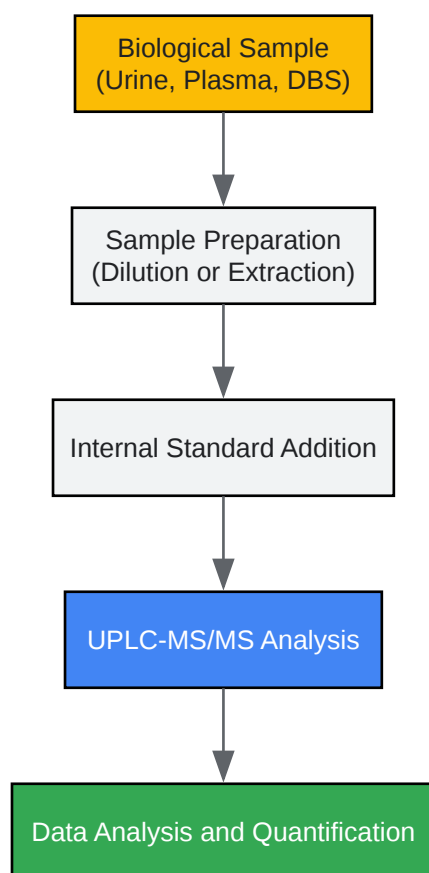 Biological Sample
(Urine, Plasma, DBS)
Sample Preparation
(Dilution or Extraction)
Internal Standard Addition
UPLC-MS/MS Analysis
Data Analysis and Quantification